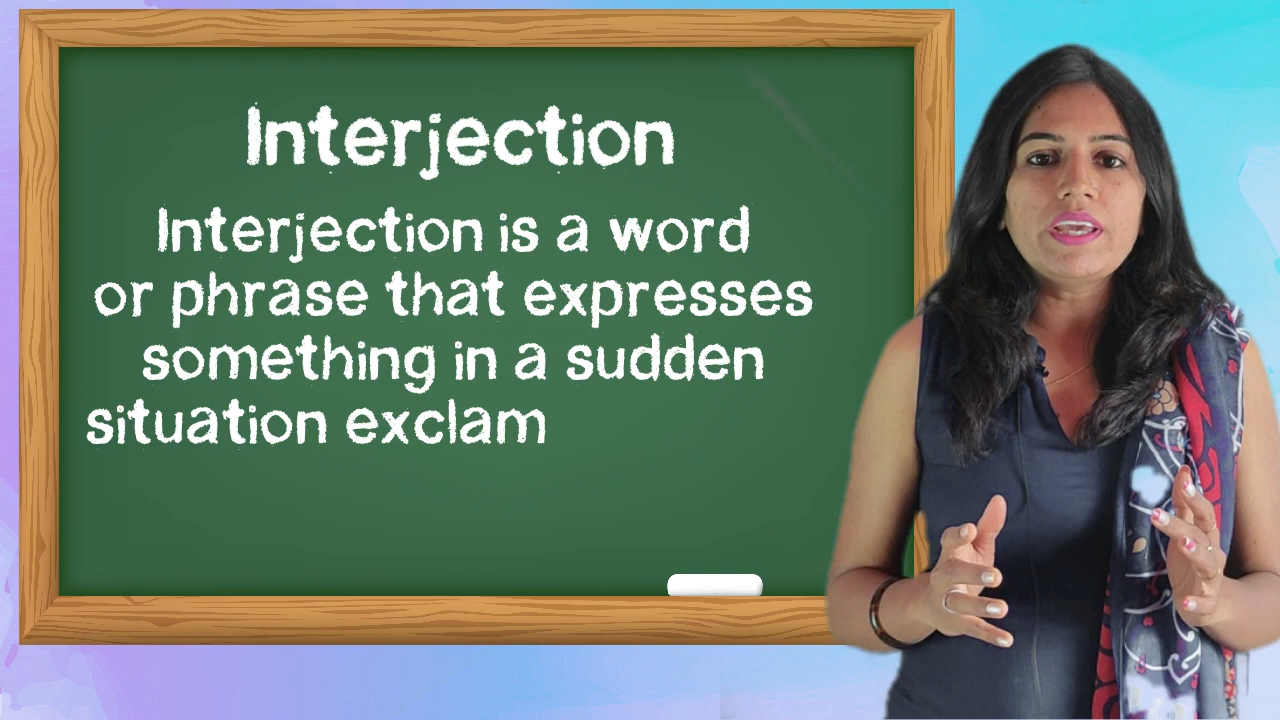 Interjection
Interjection is a word
or phrase that expresses
something in a sudden
situation exclam